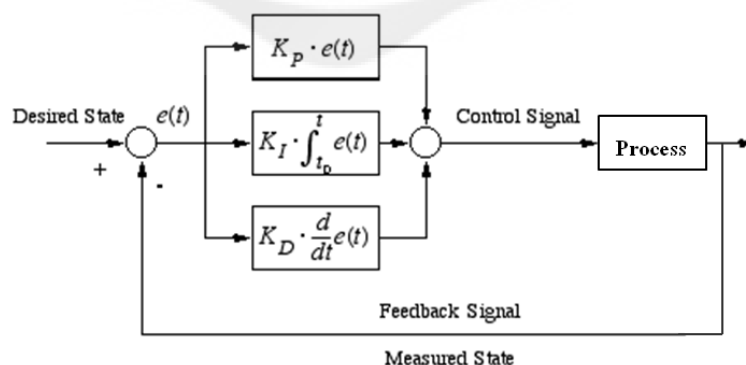 K_P · e(t)
Desired State
e(t)
Control Signal
+
-
K_I · ∫_{t_0}^{t} e(t)
Process
K_D · d/dt e(t)
Feedback Signal
Measured State